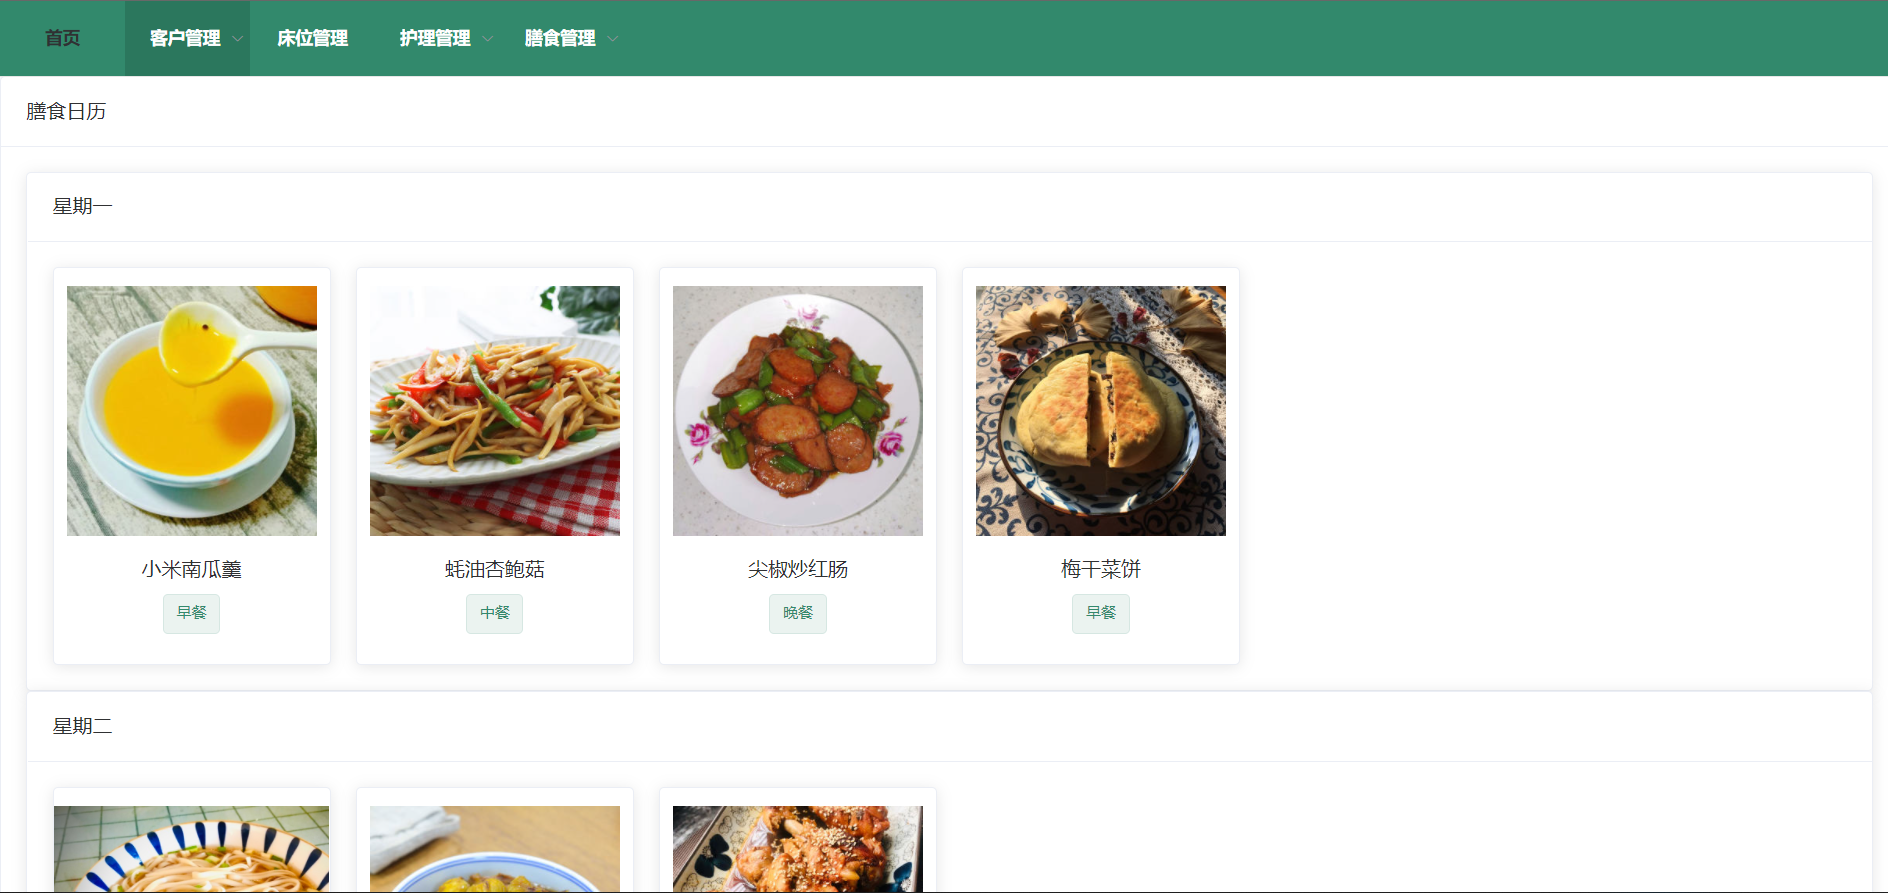 首页 客户管理 床位管理 护理管理 膳食管理
膳食日历
星期一
小米南瓜羹 蚝油杏鲍菇 尖椒炒红肠 梅干菜饼
早餐 中餐 晚餐 早餐
星期二